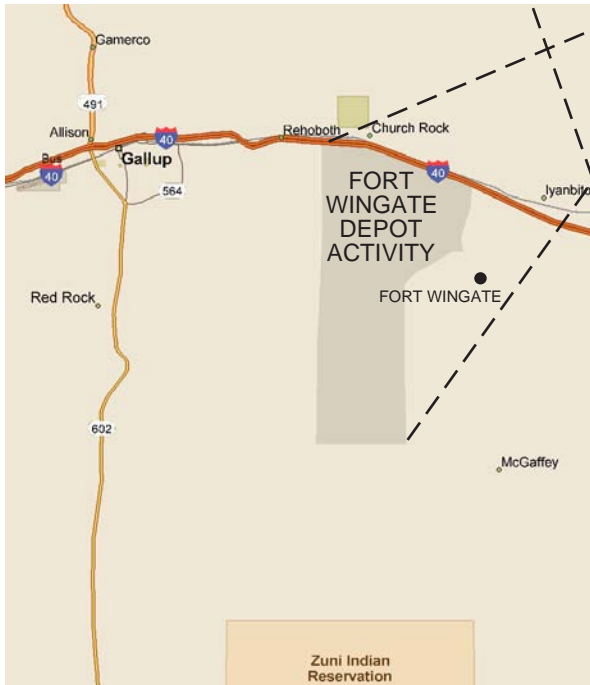 Gamerco
491
Allison
40
Rehoboth
Church Rock
Bus
40
Gallup
564
40
Iyanbito
FORT
WINGATE
DEPOT
ACTIVITY
FORT WINGATE
Red Rock
602
McGaffey
Zuni Indian
Reservation